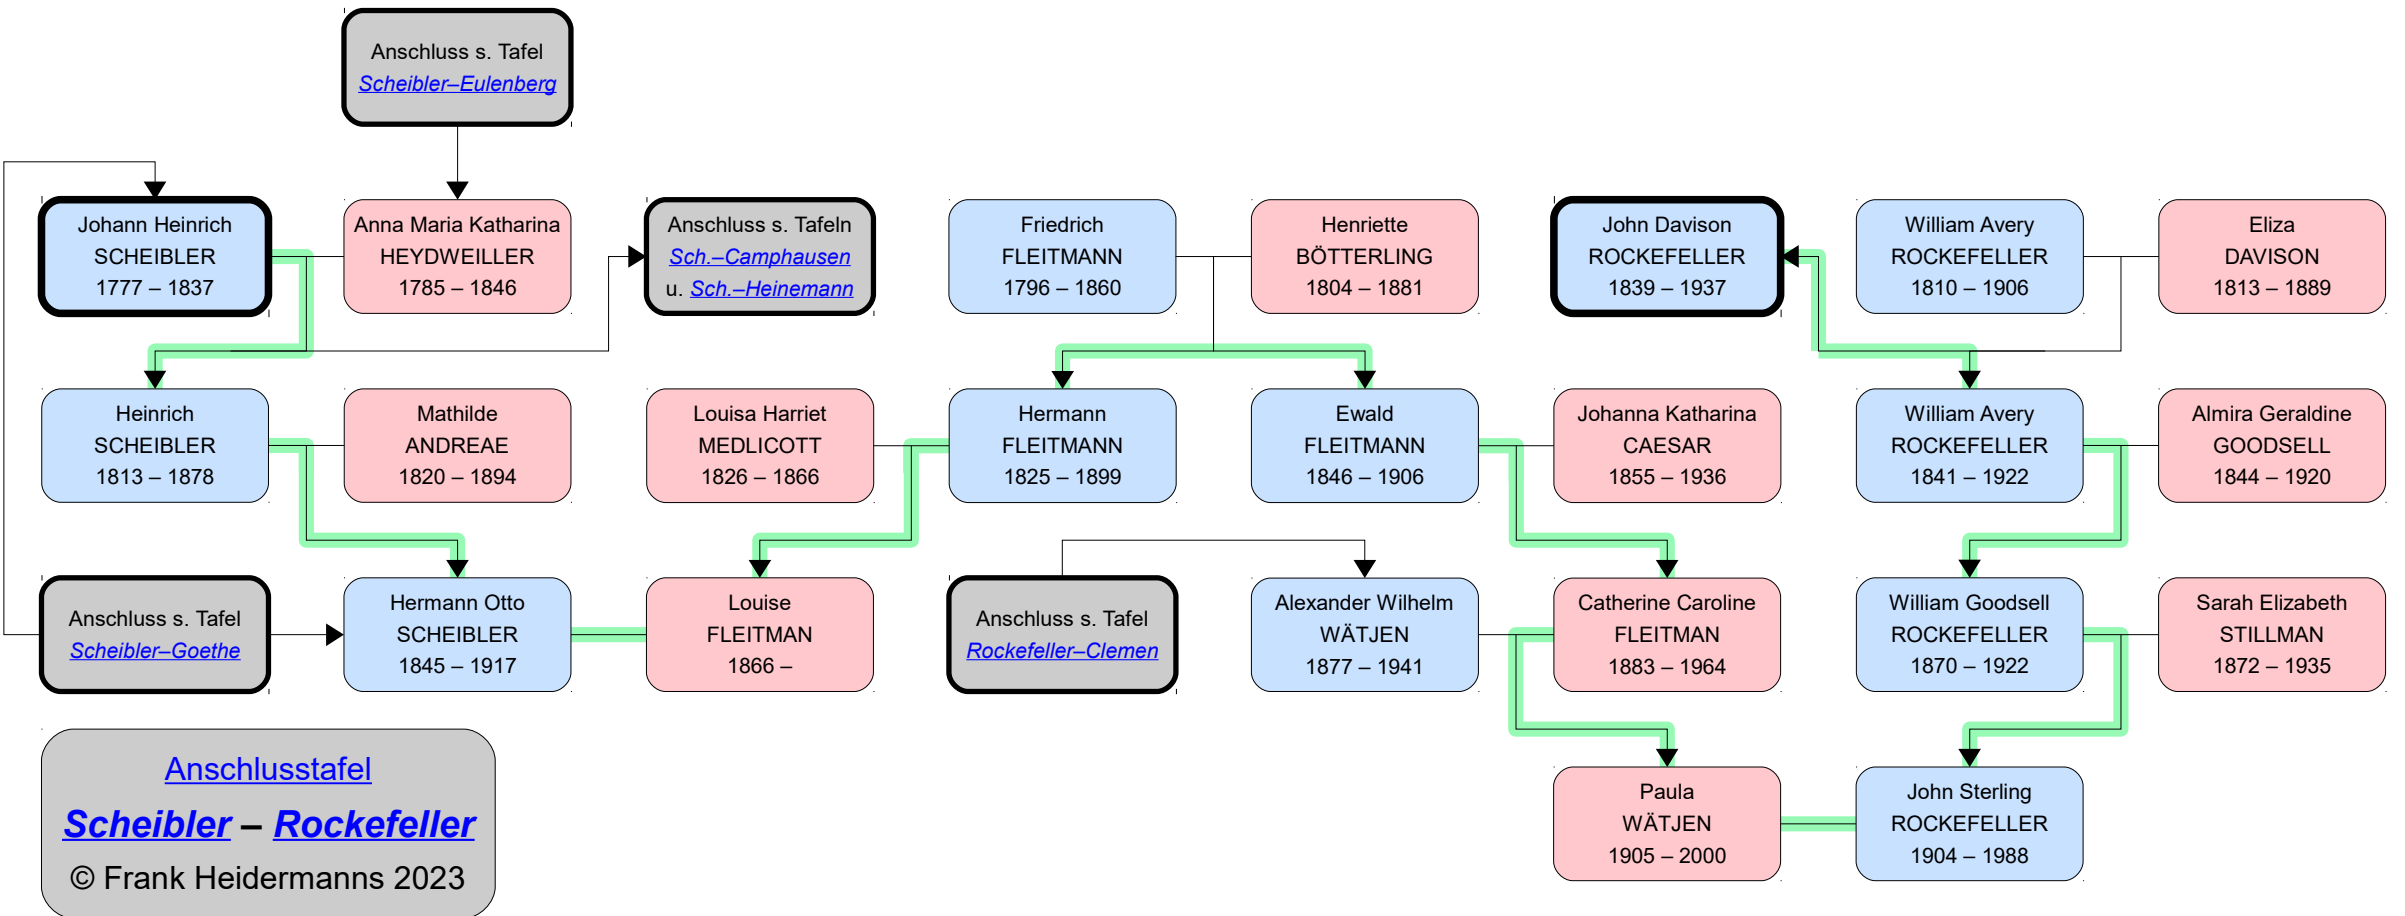 Anschluss s. Tafel
Scheibler–Eulenberg
Johann Heinrich
SCHEIBLER
1777 – 1837
Anna Maria Katharina
HEYDWEILLER
1785 – 1846
Anschluss s. Tafeln
Sch.–Camphausen
u. Sch.–Heinemann
Friedrich
FLEITMANN
1796 – 1860
Henriette
BÖTTERLING
1804 – 1881
John Davison
ROCKEFELLER
1839 – 1937
William Avery
ROCKEFELLER
1810 – 1906
Eliza
DAVISON
1813 – 1889
Heinrich
SCHEIBLER
1813 – 1878
Mathilde
ANDREAE
1820 – 1894
Louisa Harriet
MEDLICOTT
1826 – 1866
Hermann
FLEITMANN
1825 – 1899
Ewald
FLEITMANN
1846 – 1906
Johanna Katharina
CAESAR
1855 – 1936
William Avery
ROCKEFELLER
1841 – 1922
Almira Geraldine
GOODSELL
1844 – 1920
Anschluss s. Tafel
Scheibler–Goethe
Hermann Otto
SCHEIBLER
1845 – 1917
Louise
FLEITMAN
1866 –
Anschluss s. Tafel
Rockefeller–Clemen
Alexander Wilhelm
WÄTJEN
1877 – 1941
Catherine Caroline
FLEITMAN
1883 – 1964
William Goodsell
ROCKEFELLER
1870 – 1922
Sarah Elizabeth
STILLMAN
1872 – 1935
Anschlusstafel
Scheibler – Rockefeller
© Frank Heidermanns 2023
Paula
WÄTJEN
1905 – 2000
John Sterling
ROCKEFELLER
1904 – 1988